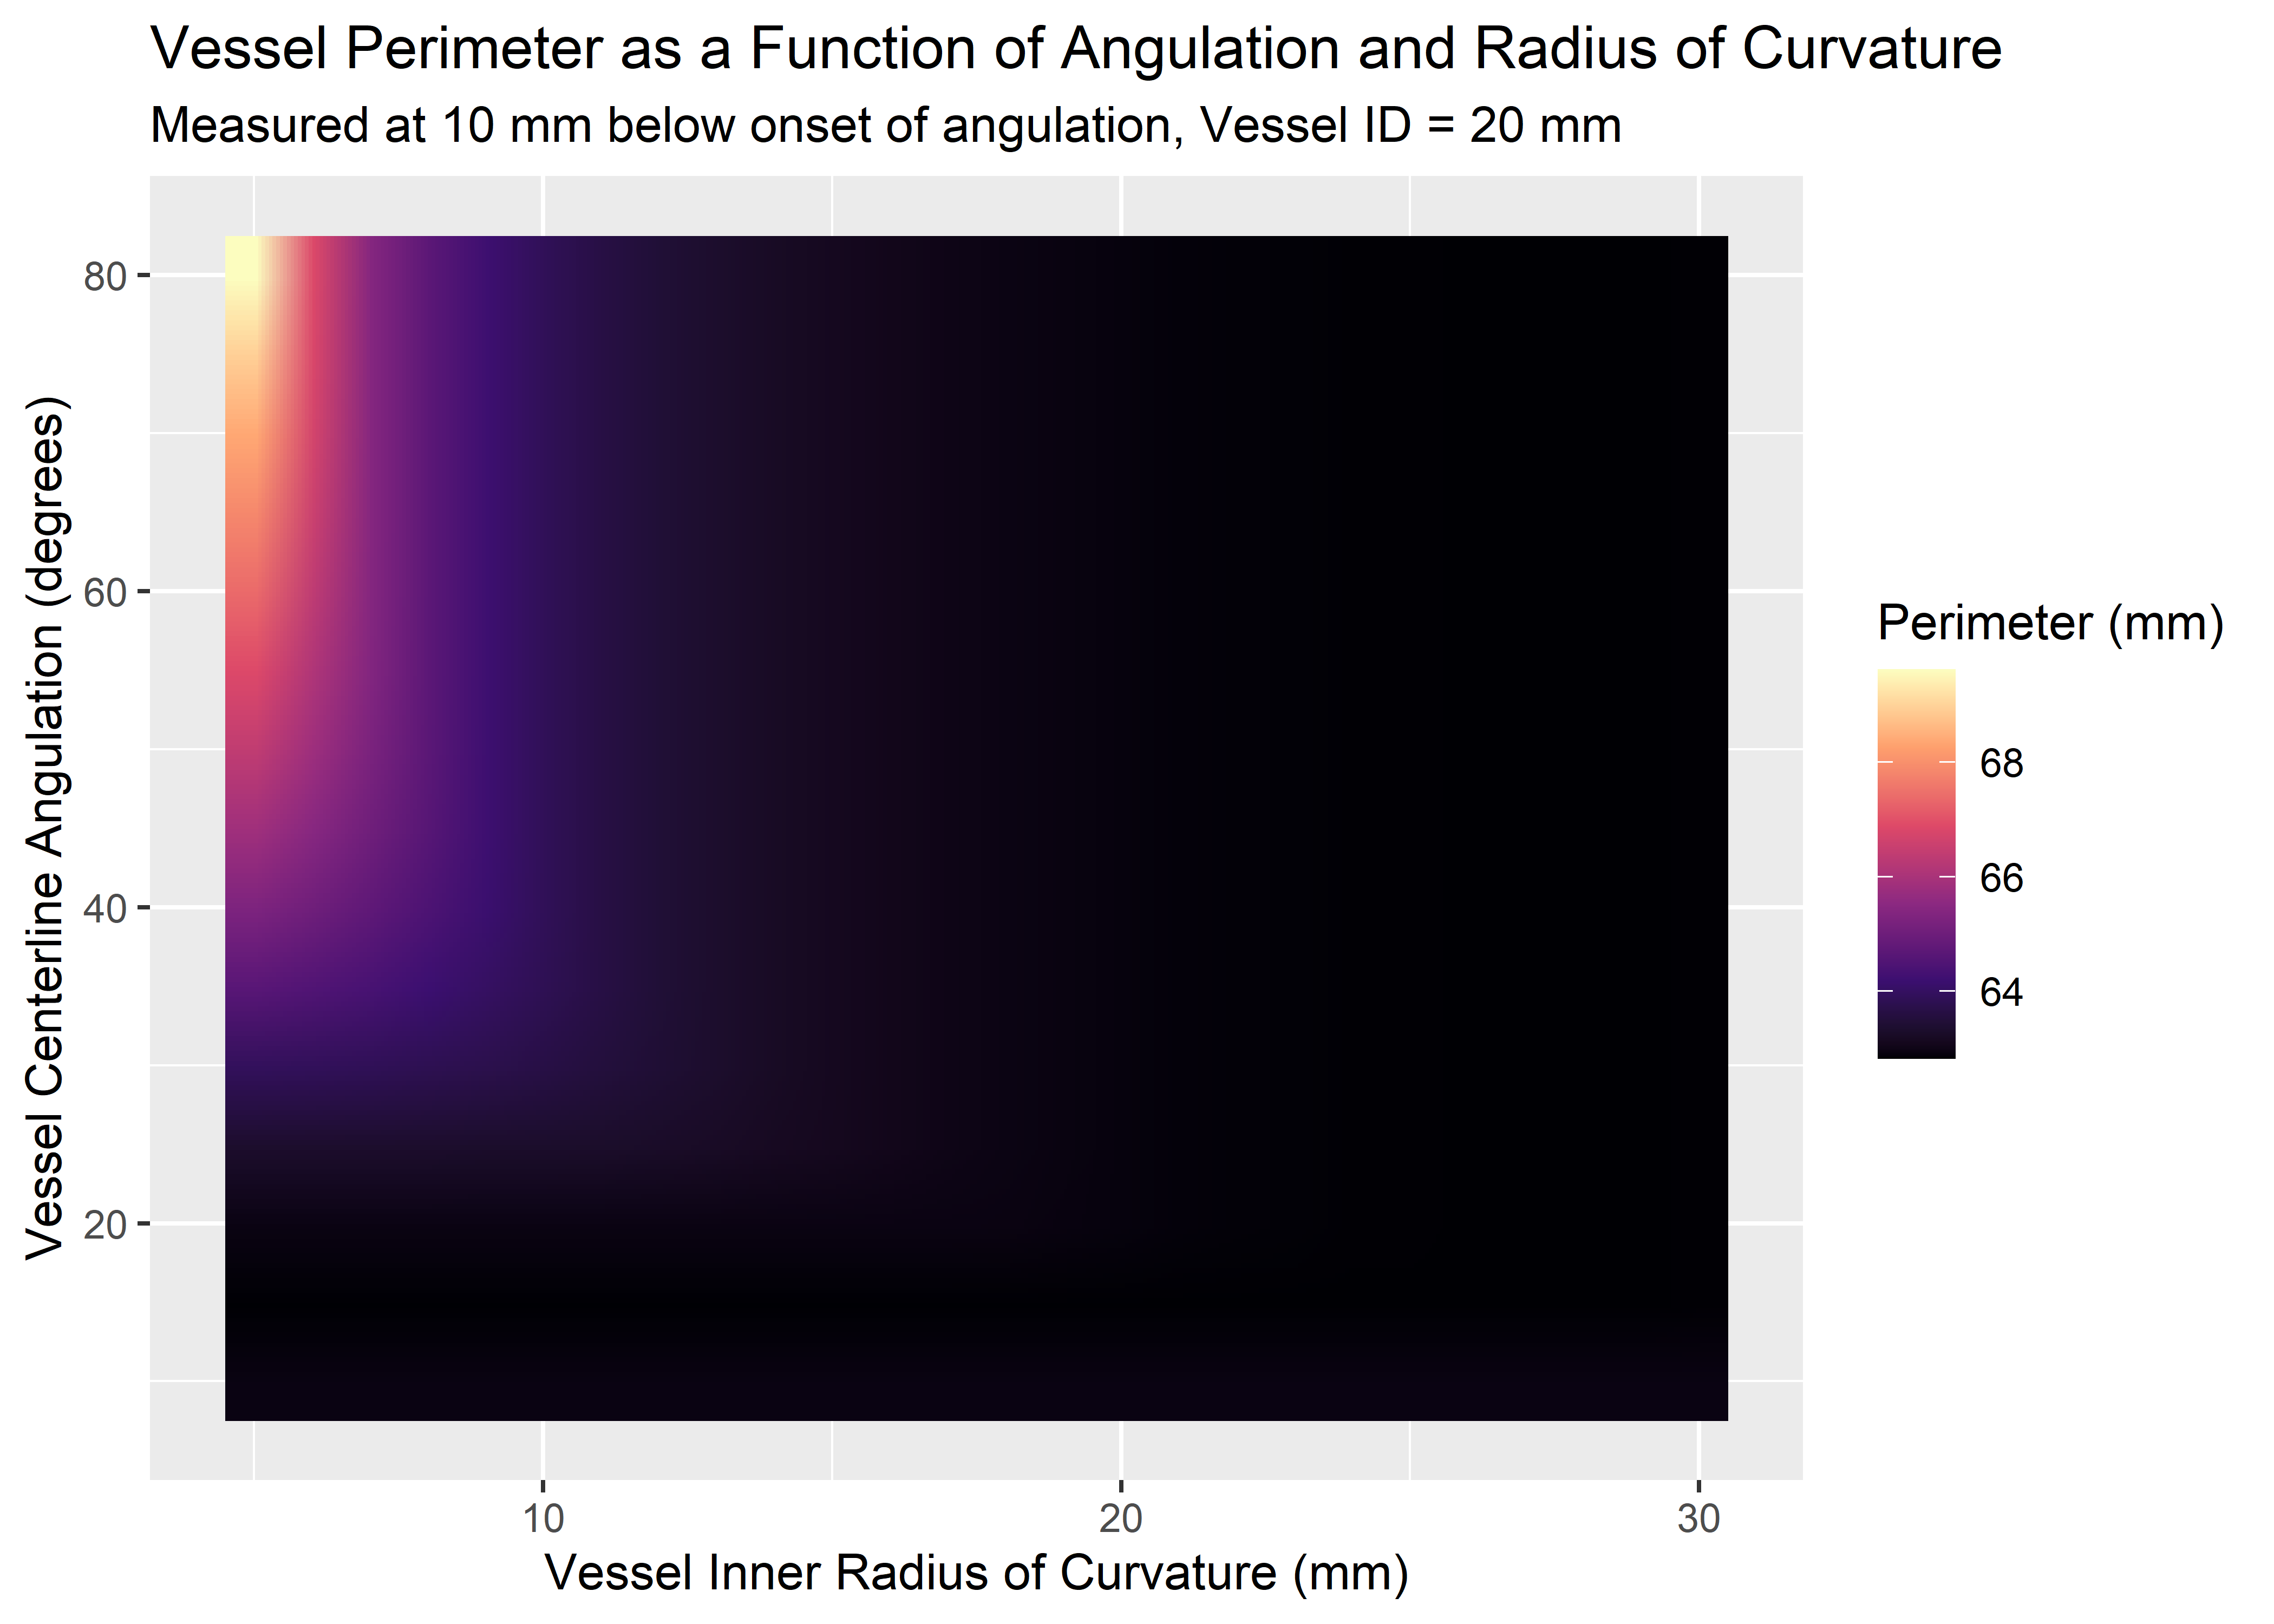 Vessel Perimeter as a Function of Angulation and Radius of Curvature
Measured at 10 mm below onset of angulation, Vessel ID = 20 mm
Vessel Centerline Angulation (degrees)
80
60
40
20
10
20
30
Vessel Inner Radius of Curvature (mm)
Perimeter (mm)
68
66
64